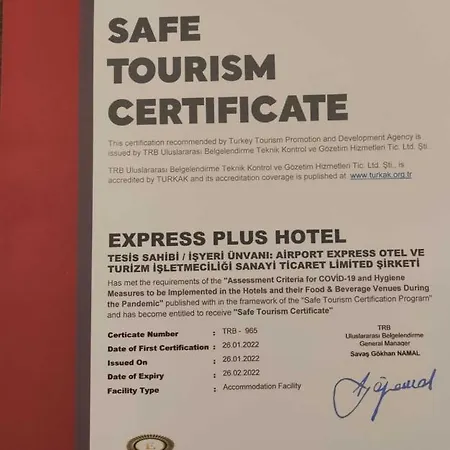 SAFE
TOURISM
CERTIFICATE
This certification recommended by Turkey Tourism Promotion and Development Agency is
issued by TRB Uluslararası Belgelendirme Teknik Kontrol ve Gözetim Hizmetleri Tic. Ltd. Şti.
TRB Uluslararası Belgelendirme Teknik Kontrol ve Gözetim Hizmetleri Tic. Ltd. Şti., is
accredited by TURKAK and its accreditation coverage is puplished at www.turkak.org.tr
EXPRESS PLUS HOTEL
TESİS SAHİBİ / İŞYERİ ÜNVANI: AİRPORT EXPRESS OTEL VE
TURİZM İŞLETMECİLİĞİ SANAYİ TİCARET LIMITED ŞİRKETİ
Has met the requirements of the "Assessment Criteria for COVİD-19 and Hygiene
Measures to be Implemented in the Hotels and their Food & Beverage Venues During
the Pandemic" published with in the framework of the "Safe Tourism Certification Program"
and has become entitled to receive "Safe Tourism Certificate"
Certicate Number : TRB - 965
Date of First Certification : 26.01.2022
Issued On : 26.01.2022
Date of Expiry : 26.02.2022
Facility Type : Accommodation Facility
TRB
Uluslararası Belgelendirme
General Manager
Savaş Gökhan NAMAL